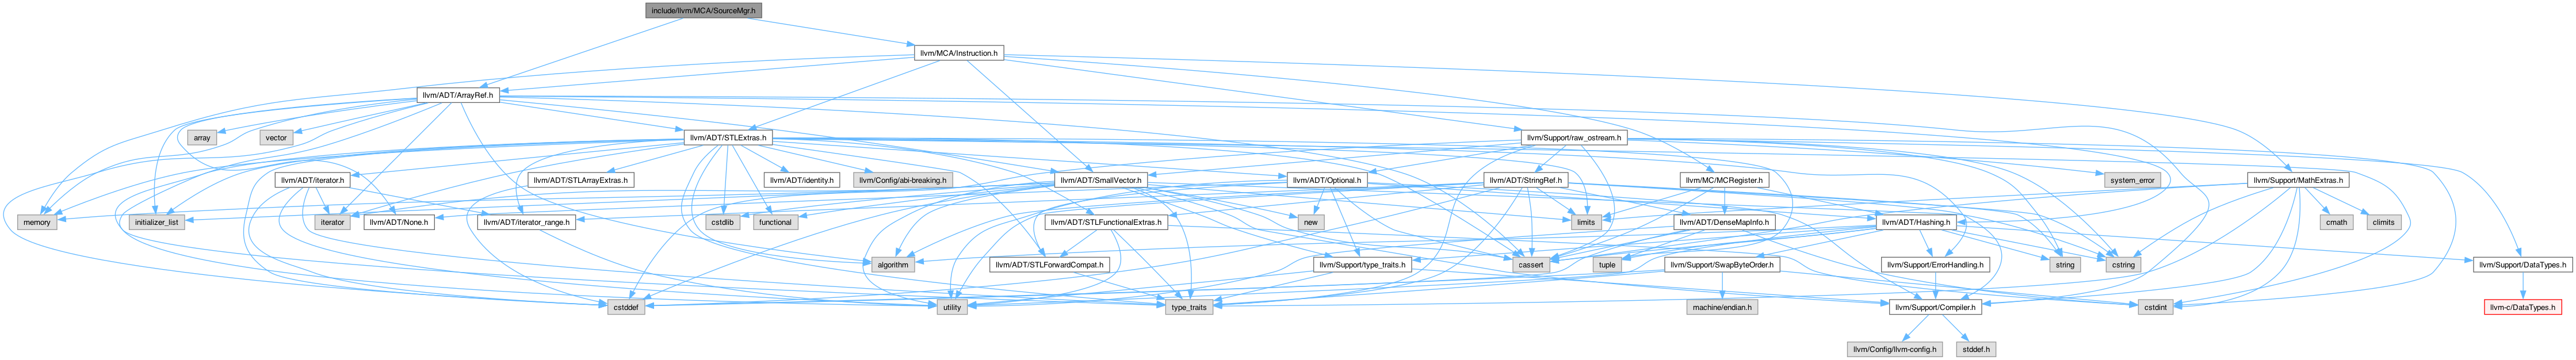 include/llvm/MCA/SourceMgr.h
llvm/MCA/Instruction.h
llvm/ADT/ArrayRef.h
array
vector
llvm/ADT/STLExtras.h
llvm/Support/raw_ostream.h
llvm/ADT/iterator.h
llvm/ADT/STLArrayExtras.h
llvm/ADT/identity.h
llvm/Config/abi-breaking.h
llvm/ADT/SmallVector.h
llvm/ADT/Optional.h
llvm/ADT/StringRef.h
llvm/MC/MCRegister.h
system_error
llvm/Support/MathExtras.h
memory
initializer_list
iterator
llvm/ADT/None.h
llvm/ADT/iterator_range.h
cstdlib
functional
llvm/ADT/STLFunctionalExtras.h
new
limits
llvm/ADT/DenseMapInfo.h
llvm/ADT/Hashing.h
cmath
climits
algorithm
llvm/ADT/STLForwardCompat.h
llvm/Support/type_traits.h
cassert
tuple
llvm/Support/SwapByteOrder.h
llvm/Support/ErrorHandling.h
string
cstring
llvm/Support/DataTypes.h
cstddef
utility
type_traits
machine/endian.h
llvm/Support/Compiler.h
cstdint
llvm-c/DataTypes.h
llvm/Config/llvm-config.h
stddef.h